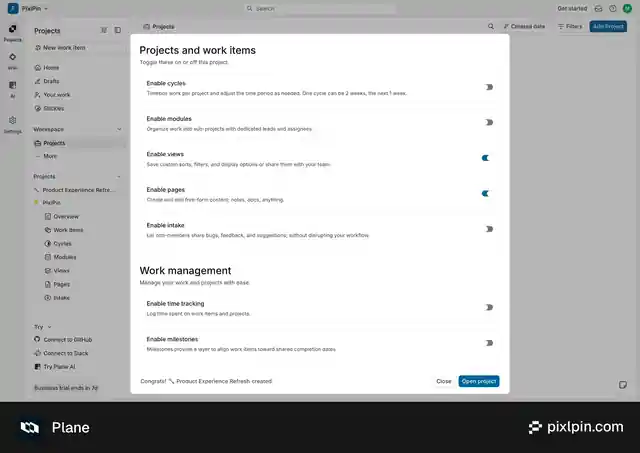 PixlPin
Search
Get started
M
Projects
Wiki
AI
Settings
Projects
New work item
Home
Drafts
Your work
Stickies
Workspace
Projects
More
Projects
Product Experience Refre...
PixlPin
Overview
Work items
Cycles
Modules
Views
Pages
Intake
Try
Connect to GitHub
Connect to Slack
Try Plane AI
Business trial ends in
Projects
Created date
Filters
Add Project
Projects and work items
Toggle these on or off this project.
Enable cycles
Timebox work per project and adjust the time period as needed. One cycle can be 2 weeks, the next 1 week.
Enable modules
Organize work into sub-projects with dedicated leads and assignees.
Enable views
Save custom sorts, filters, and display options or share them with your team.
Enable pages
Create and edit free-form content; notes, docs, anything.
Enable intake
Let non-members share bugs, feedback, and suggestions; without disrupting your workflow.
Work management
Manage your work and projects with ease.
Enable time tracking
Log time spent on work items and projects.
Enable milestones
Milestones provide a layer to align work items toward shared completion dates.
Congrats! Product Experience Refresh created.
Close
Open project
Plane
pixlpin.com